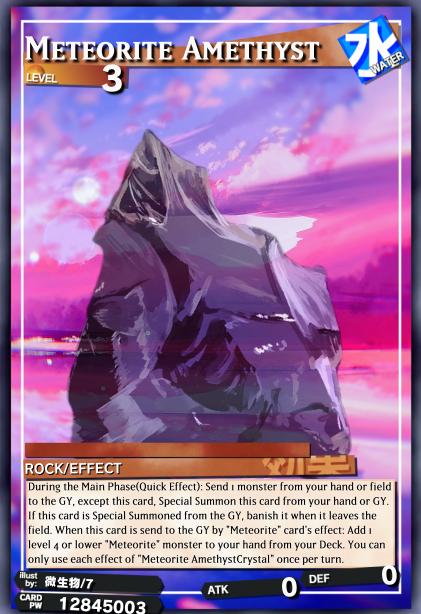 METEORITE AMETHYST
水
WATER
LEVEL 3
効果
ROCK/EFFECT
During the Main Phase(Quick Effect): Send 1 monster from your hand or field
to the GY, except this card, Special Summon this card from your hand or GY.
If this card is Special Summoned from the GY, banish it when it leaves the
field. When this card is send to the GY by "Meteorite" card's effect: Add 1
level 4 or lower "Meteorite" monster to your hand from your Deck. You can
only use each effect of "Meteorite AmethystCrystal" once per turn.
illust by: 微生物/7
ATK 0 DEF 0
CARD PW 12845003